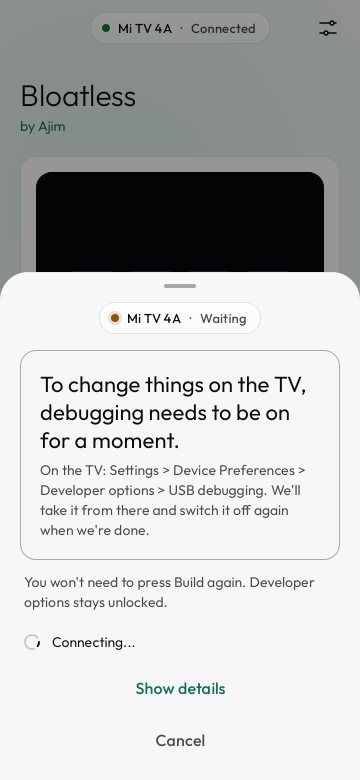 Mi TV 4A · Connected
Bloatless
by Ajim
Mi TV 4A · Waiting
To change things on the TV,
debugging needs to be on
for a moment.
On the TV: Settings > Device Preferences >
Developer options > USB debugging. We'll
take it from there and switch it off again
when we're done.
You won't need to press Build again. Developer
options stays unlocked.
Connecting...
Show details
Cancel